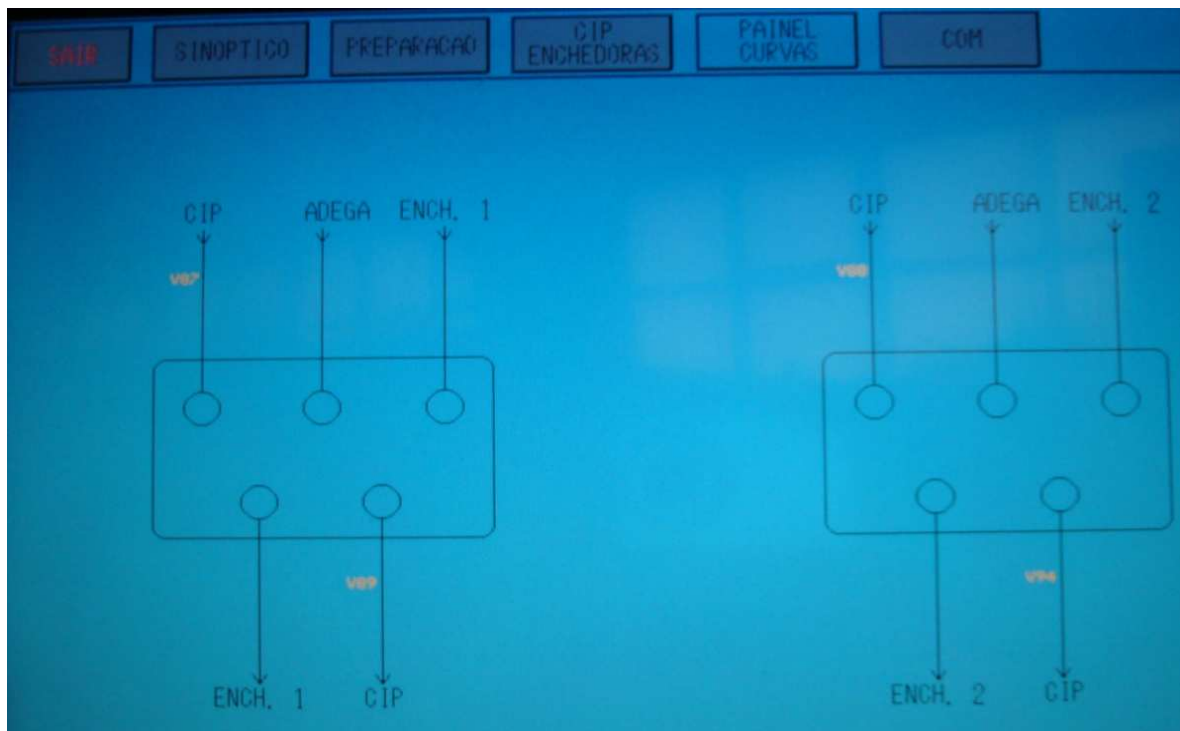 SAIR
SINOPTICO
PREPARACAO
CIP
ENCHEDORAS
PAINEL
CURVAS
COM
CIP ADEGA ENCH. 1
V87
CIP ADEGA ENCH. 2
V88
V89
ENCH. 1 CIP
V94
ENCH. 2 CIP